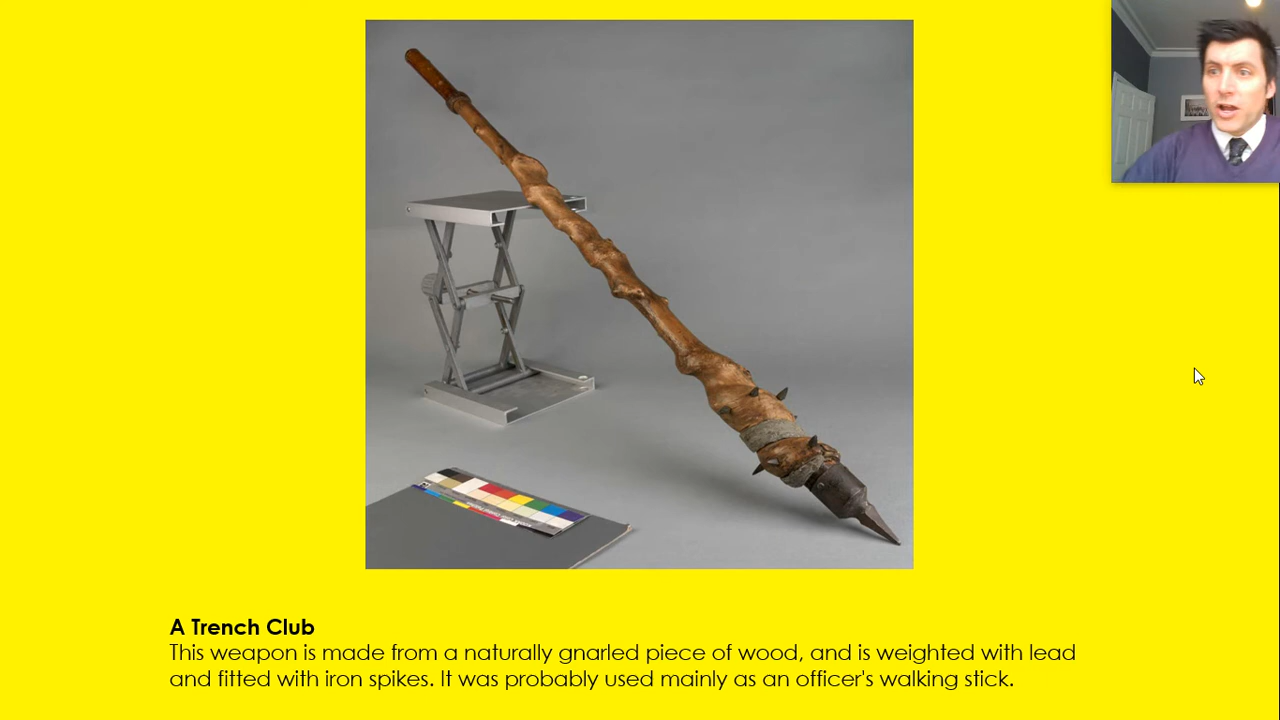 A Trench Club
This weapon is made from a naturally gnarled piece of wood, and is weighted with lead
and fitted with iron spikes. It was probably used mainly as an officer's walking stick.